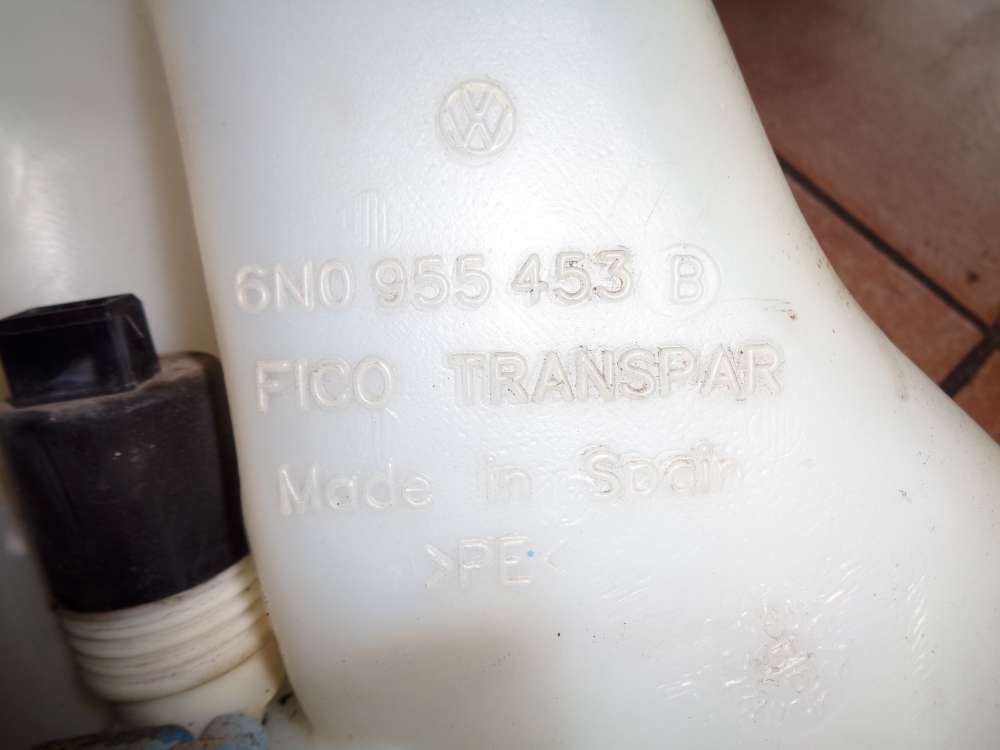 6N0 955 453 B
FICO TRANSPAR
Made in Spain
>PE<